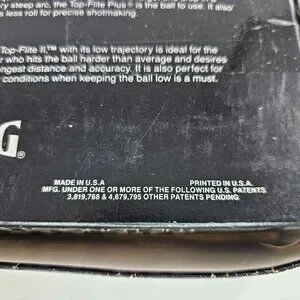 very steep arc, the Top-Flite Plus® is the ball to use. It also
less roll for precise shotmaking.
Top-Flite II,™ with its low trajectory is ideal for the
who hits the ball harder than average and desires
ongest distance and accuracy. It is also perfect for
conditions when keeping the ball low is a must.
G®
MADE IN U.S.A PRINTED IN U.S.A.
MFG. UNDER ONE OR MORE OF THE FOLLOWING U.S. PATENTS
3,819,768 & 4,679,795 OTHER PATENTS PENDING